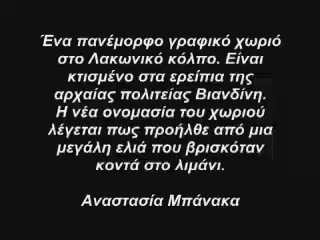 Ένα πανέμορφο γραφικό χωριό
στο Λακωνικό κόλπο. Είναι
κτισμένο στα ερείπια της
αρχαίας πολιτείας Βιανδίνη.
Η νέα ονομασία του χωριού
λέγεται πως προήλθε από μια
μεγάλη ελιά που βρισκόταν
κοντά στο λιμάνι.
Αναστασία Μπάνακα